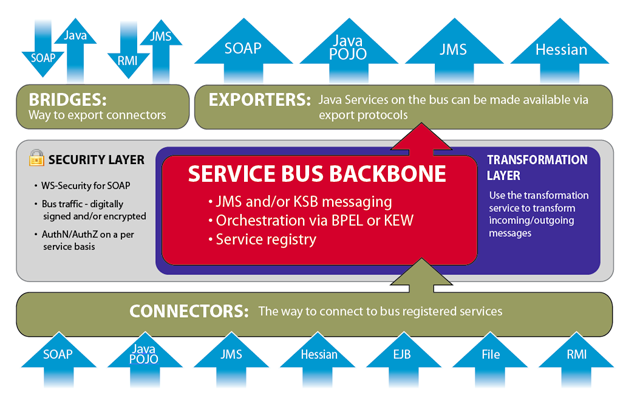 Java
JMS
SOAP
RMI
SOAP
Java
POJO
JMS
Hessian
BRIDGES:
Way to export connectors
EXPORTERS: Java Services on the bus can be made available via
export protocols
SECURITY LAYER
• WS-Security for SOAP
• Bus traffic - digitally
signed and/or encrypted
• AuthN/AuthZ on a per
service basis
SERVICE BUS BACKBONE
• JMS and/or KSB messaging
• Orchestration via BPEL or KEW
• Service registry
TRANSFORMATION
LAYER
Use the transformation
service to transform
incoming/outgoing
messages
CONNECTORS: The way to connect to bus registered services
SOAP
Java
POJO
JMS
Hessian
EJB
File
RMI